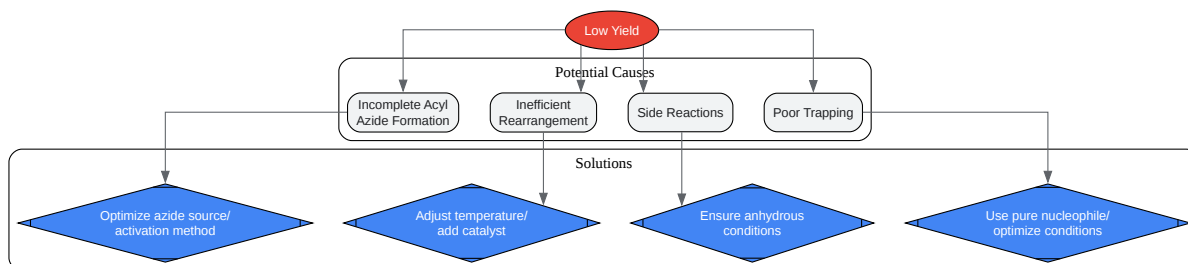 Low Yield
Potential Causes
Incomplete Acyl
Azide Formation
Inefficient
Rearrangement
Side Reactions
Poor Trapping
Solutions
Optimize azide source/
activation method
Adjust temperature/
add catalyst
Ensure anhydrous
conditions
Use pure nucleophile/
optimize conditions